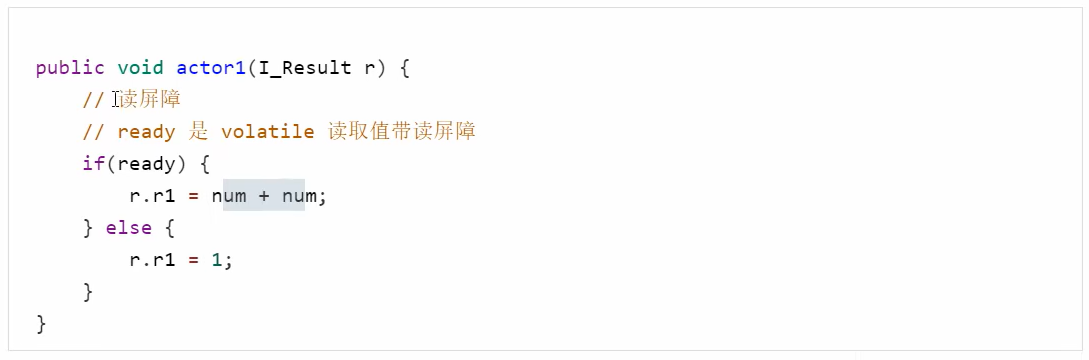 public void actor1(I_Result r) {
// 读屏障
// ready 是 volatile 读取值带读屏障
if(ready) {
r.r1 = num + num;
} else {
r.r1 = 1;
}
}